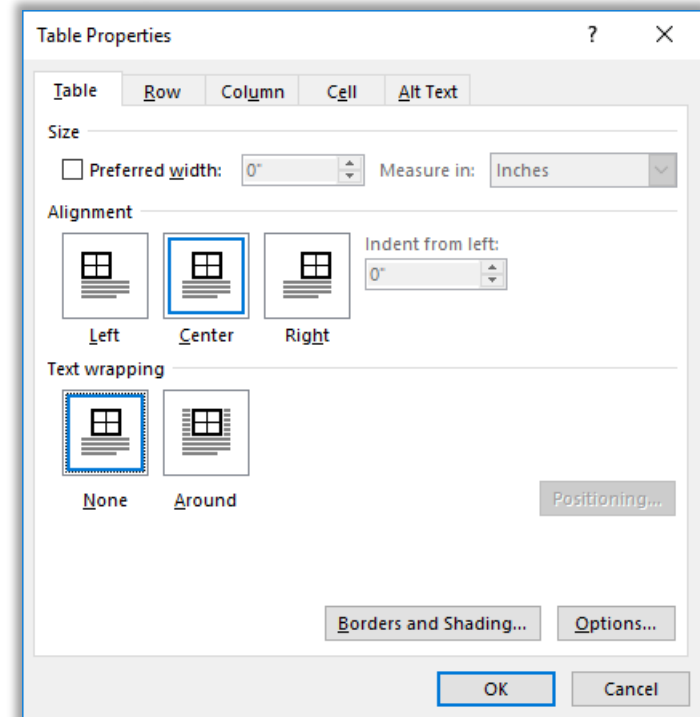 Table Properties ?
Table Row Column Cell Alt Text
Size
Preferred width: 0" Measure in: Inches
Alignment
Indent from left:
0"
Left Center Right
Text wrapping
None Around Positioning...
Borders and Shading... Options...
OK Cancel